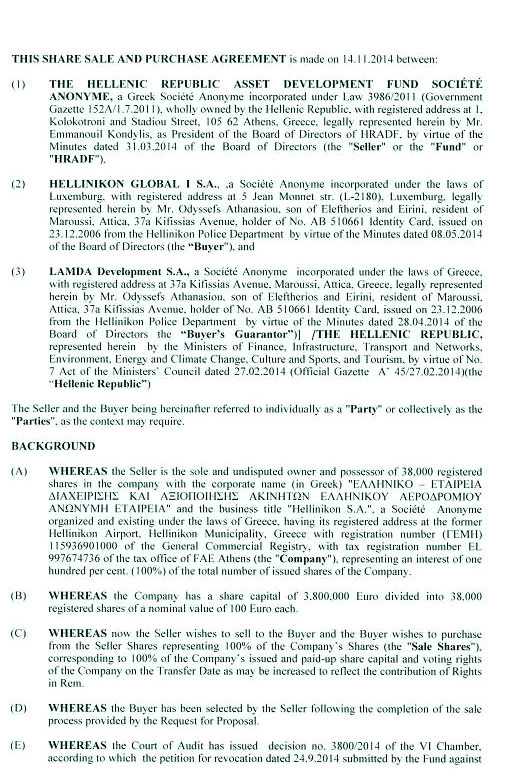 THIS SHARE SALE AND PURCHASE AGREEMENT is made on 14.11.2014 between:
(1) THE HELLENIC REPUBLIC ASSET DEVELOPMENT FUND SOCIÉTÉ
ANONYME, a Greek Société Anonyme incorporated under Law 3986/2011 (Government
Gazette 152A/1.7.2011), wholly owned by the Hellenic Republic, with registered address at 1,
Kolokotroni and Stadiou Street, 105 62 Athens, Greece, legally represented herein by Mr.
Emmanouil Kondylis, as President of the Board of Directors of HRADF, by virtue of the
Minutes dated 31.03.2014 of the Board of Directors (the "Seller" or the "Fund" or
"HRADF").
(2) HELLINIKON GLOBAL I S.A., ,a Société Anonyme incorporated under the laws of
Luxemburg, with registered address at 5 Jean Monnet str. (L-2180), Luxemburg, legally
represented herein by Mr. Odyssefs Athanasiou, son of Eleftherios and Eirini, resident of
Maroussi, Attica, 37a Kifissias Avenue, holder of No. AB 510661 Identity Card, issued on
23.12.2006 from the Hellinikon Police Department by virtue of the Minutes dated 08.05.2014
of the Board of Directors (the "Buyer"), and
(3) LAMDA Development S.A., a Société Anonyme incorporated under the laws of Greece,
with registered address at 37a Kifissias Avenue, Maroussi, Attica, Greece, legally represented
herein by Mr. Odyssefs Athanasiou, son of Eleftherios and Eirini, resident of Maroussi,
Attica, 37a Kifissias Avenue, holder of No. AB 510661 Identity Card, issued on 23.12.2006
from the Hellinikon Police Department by virtue of the Minutes dated 28.04.2014 of the
Board of Directors the "Buyer's Guarantor")] /THE HELLENIC REPUBLIC,
represented herein by the Ministers of Finance, Infrastructure, Transport and Networks,
Environment, Energy and Climate Change, Culture and Sports, and Tourism, by virtue of No.
7 Act of the Ministers' Council dated 27.02.2014 (Official Gazette A' 45/27.02.2014)(the
"Hellenic Republic")
The Seller and the Buyer being hereinafter referred to individually as a "Party" or collectively as the
"Parties", as the context may require.
BACKGROUND
(A) WHEREAS the Seller is the sole and undisputed owner and possessor of 38,000 registered
shares in the company with the corporate name (in Greek) "ΕΛΛΗΝΙΚΟ – ΕΤΑΙΡΕΙΑ
ΔΙΑΧΕΙΡΙΣΗΣ ΚΑΙ ΑΞΙΟΠΟΙΗΣΗΣ ΑΚΙΝΗΤΩΝ ΕΛΛΗΝΙΚΟΥ ΑΕΡΟΔΡΟΜΙΟΥ
ΑΝΩΝΥΜΗ ΕΤΑΙΡΕΙΑ" and the business title "Hellinikon S.A.", a Société Anonyme
organized and existing under the laws of Greece, having its registered address at the former
Hellinikon Airport, Hellinikon Municipality, Greece with registration number (ΓΕΜΗ)
115936901000 of the General Commercial Registry, with tax registration number EL
997674736 of the tax office of FAE Athens (the "Company"), representing an interest of one
hundred per cent. (100%) of the total number of issued shares of the Company.
(B) WHEREAS the Company has a share capital of 3,800,000 Euro divided into 38,000
registered shares of a nominal value of 100 Euro each.
(C) WHEREAS now the Seller wishes to sell to the Buyer and the Buyer wishes to purchase
from the Seller Shares representing 100% of the Company's Shares (the "Sale Shares"),
corresponding to 100% of the Company's issued and paid-up share capital and voting rights
of the Company on the Transfer Date as may be increased to reflect the contribution of Rights
in Rem.
(D) WHEREAS the Buyer has been selected by the Seller following the completion of the sale
process provided by the Request for Proposal.
(E) WHEREAS the Court of Audit has issued decision no. 3800/2014 of the VI Chamber,
according to which the petition for revocation dated 24.9.2014 submitted by the Fund against